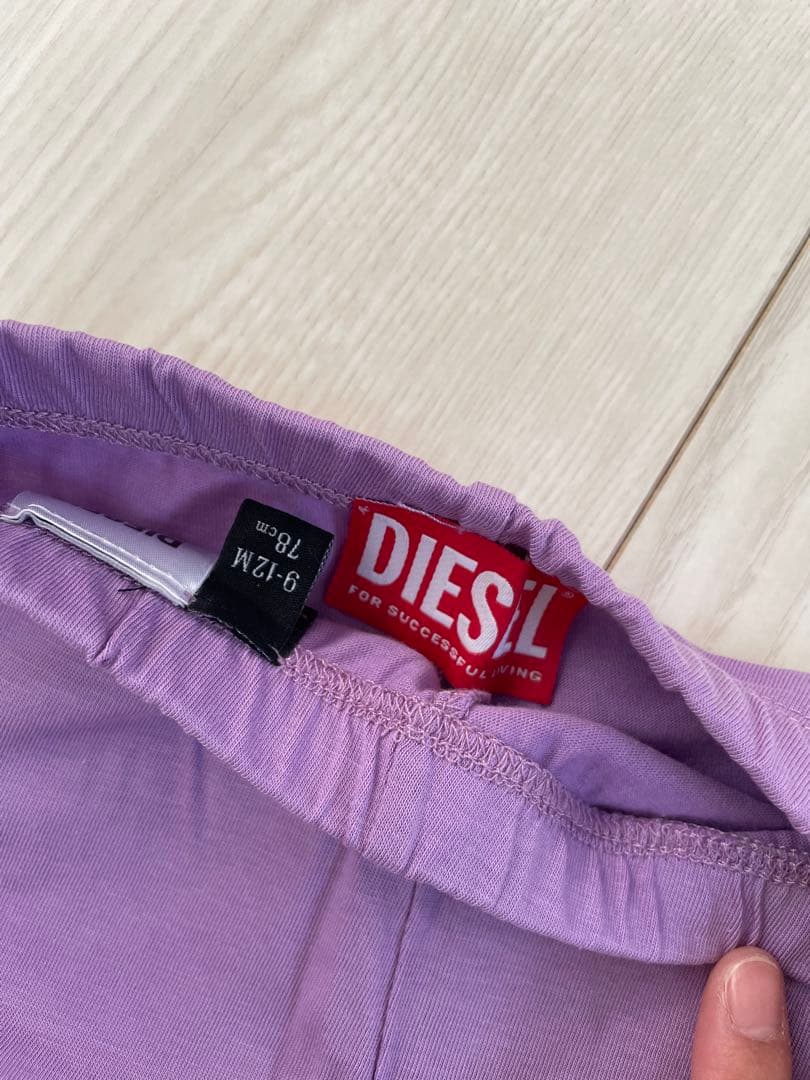 DIESEL®
FOR SUCCESSFUL LIVING
9-12M
78cm